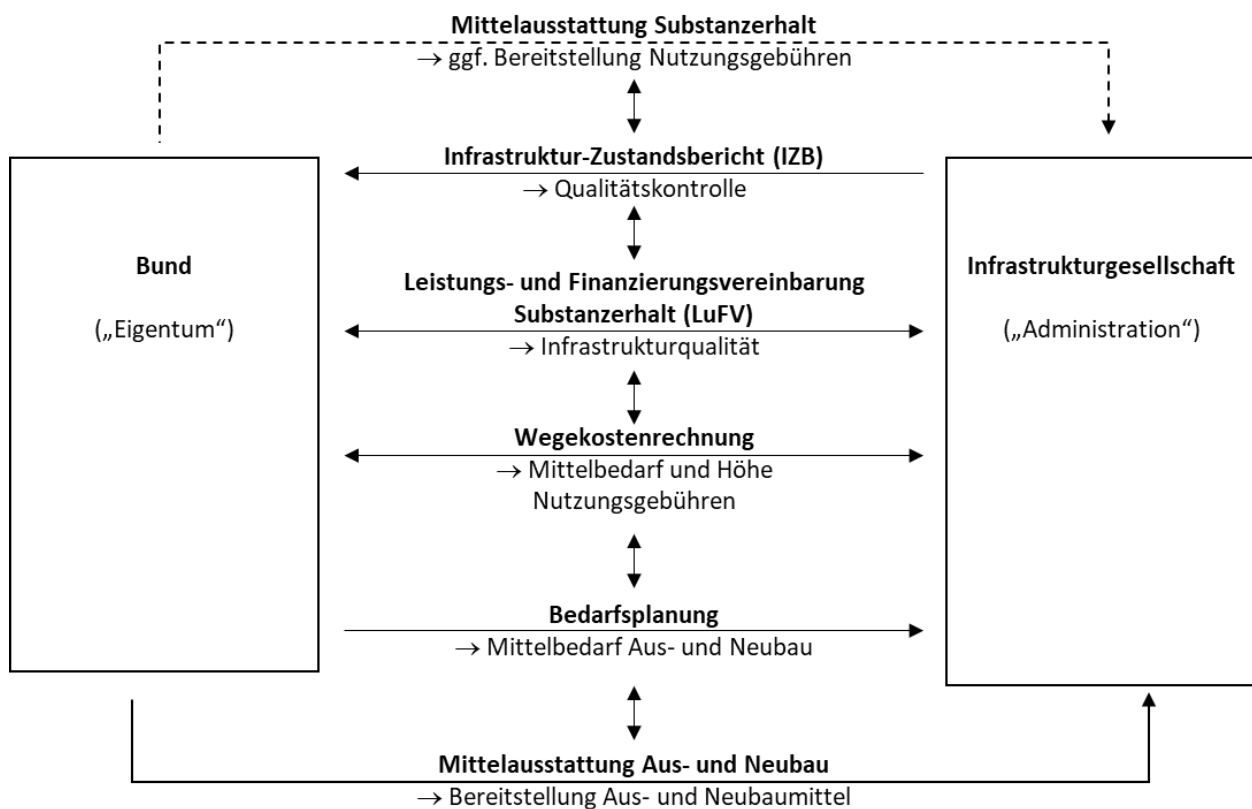 Mittelausstattung Substanzerhalt
→ ggf. Bereitstellung Nutzungsgebühren
Infrastruktur-Zustandsbericht (IZB)
→ Qualitätskontrolle
Bund
(„Eigentum“)
Leistungs- und Finanzierungsvereinbarung
Substanzerhalt (LuFV)
→ Infrastrukturqualität
Infrastrukturgesellschaft
(„Administration“)
Wegekostenrechnung
→ Mittelbedarf und Höhe
Nutzungsgebühren
Bedarfsplanung
→ Mittelbedarf Aus- und Neubau
Mittelausstattung Aus- und Neubau
→ Bereitstellung Aus- und Neubaumittel